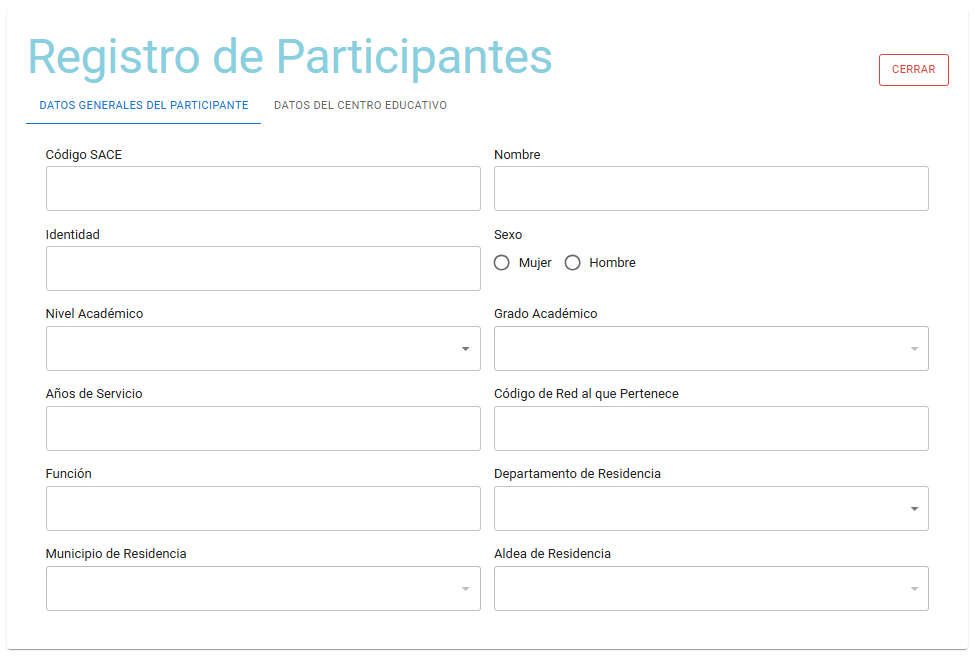 Registro de Participantes
CERRAR
DATOS GENERALES DEL PARTICIPANTE DATOS DEL CENTRO EDUCATIVO
Código SACE Nombre
Identidad Sexo
Mujer Hombre
Nivel Académico Grado Académico
Años de Servicio Código de Red al que Pertenece
Función Departamento de Residencia
Municipio de Residencia Aldea de Residencia